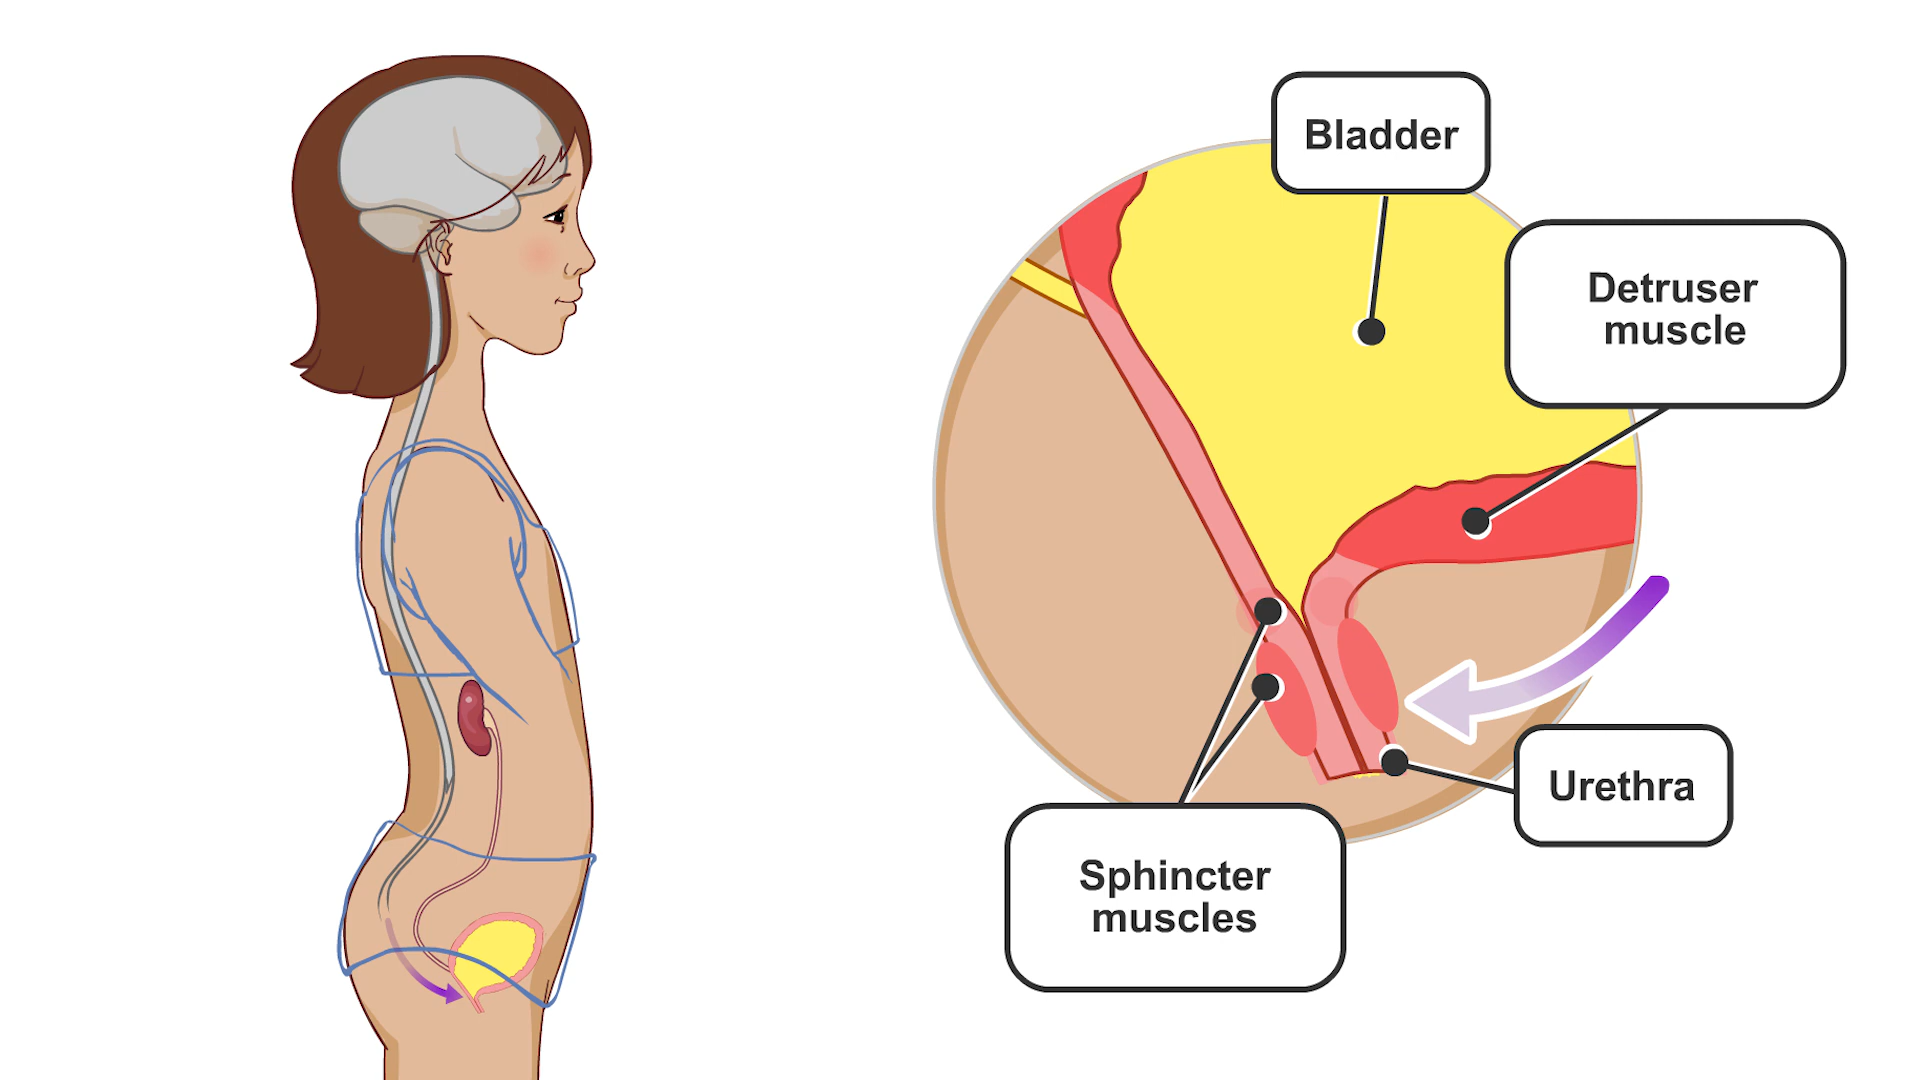 Bladder
Detruser
muscle
Urethra
Sphincter
muscles